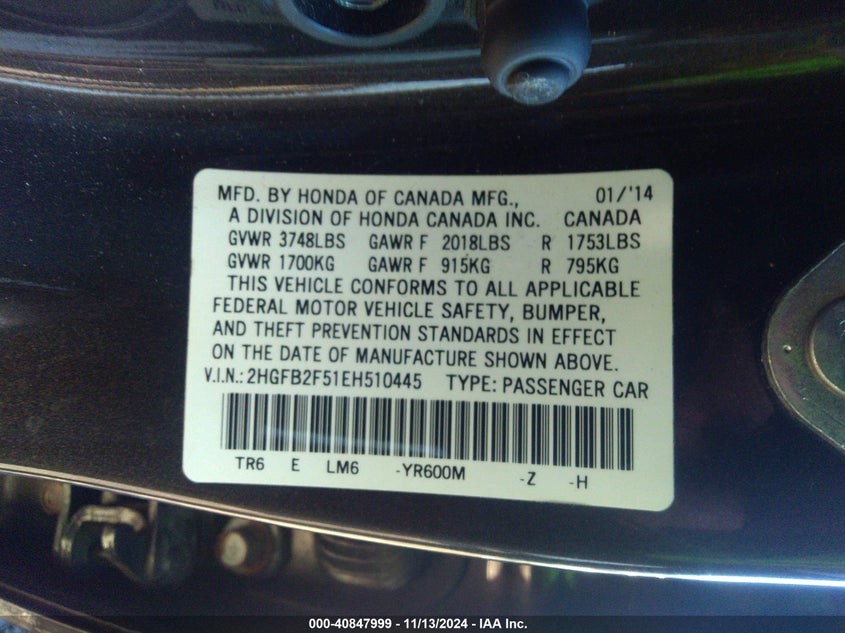 MFD. BY HONDA OF CANADA MFG., 01/'14
A DIVISION OF HONDA CANADA INC. CANADA
GVWR 3748LBS GAWR F 2018LBS R 1753LBS
GVWR 1700KG GAWR F 915KG R 795KG
THIS VEHICLE CONFORMS TO ALL APPLICABLE
FEDERAL MOTOR VEHICLE SAFETY, BUMPER,
AND THEFT PREVENTION STANDARDS IN EFFECT
ON THE DATE OF MANUFACTURE SHOWN ABOVE.
V.I.N.: 2HGFB2F51EH510445 TYPE: PASSENGER CAR
TR6 E LM6 -YR600M -Z -H
000-40847999 - 11/13/2024 - IAA Inc.